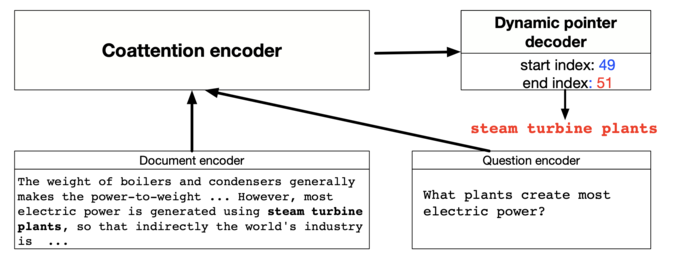 Coattention encoder
Dynamic pointer
decoder
start index: 49
end index: 51
steam turbine plants
Document encoder
The weight of boilers and condensers generally
makes the power-to-weight ... However, most
electric power is generated using steam turbine
plants, so that indirectly the world's industry
is ...
Question encoder
What plants create most
electric power?